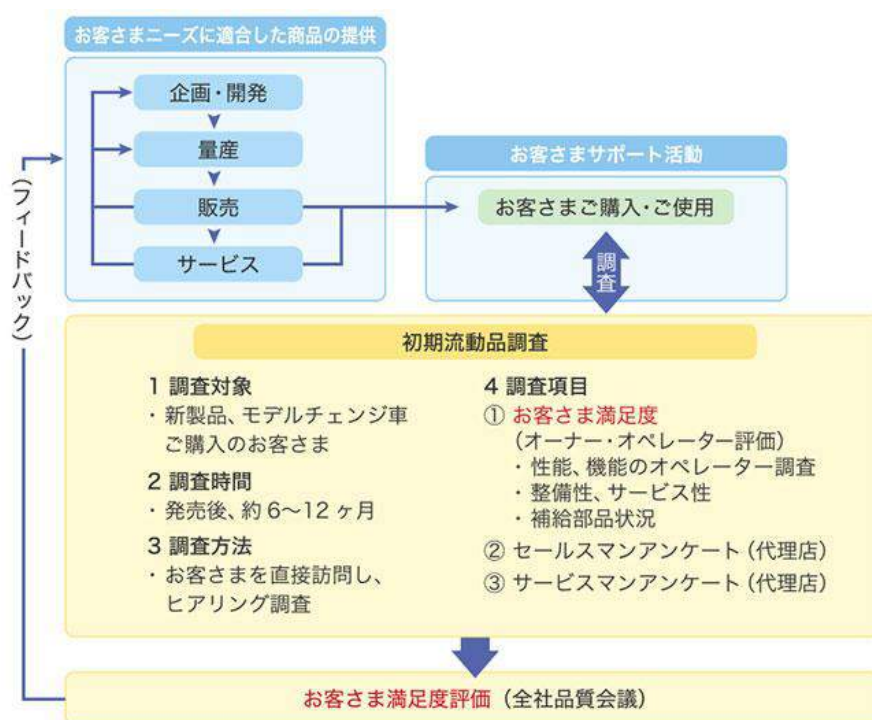 お客さまニーズに適合した商品の提供
企画・開発
量産
販売
サービス
お客さまサポート活動
お客さまご購入・ご使用
調査
(フィードバック)
初期流動品調査
1 調査対象
・新製品、モデルチェンジ車
ご購入のお客さま
2 調査時間
・発売後、約6〜12ヶ月
3 調査方法
・お客さまを直接訪問し、
ヒアリング調査
4 調査項目
① お客さま満足度
(オーナー・オペレーター評価)
・性能、機能のオペレーター調査
・整備性、サービス性
・補給部品状況
② セールスマンアンケート(代理店)
③ サービスマンアンケート(代理店)
お客さま満足度評価(全社品質会議)